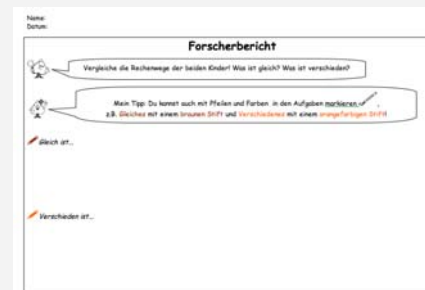 Name:
Datum:
Forscherbericht
Vergleiche die Rechenwege der beiden Kinder! Was ist gleich? Was ist verschieden?
Mein Tipp: Du kannst auch mit Pfeilen und Farben in den Aufgaben markieren
z.B. Gleiches mit einem braunen Stift und Verschiedenes mit einem orangefarbigen Stift!
Gleich ist...
Verschieden ist...